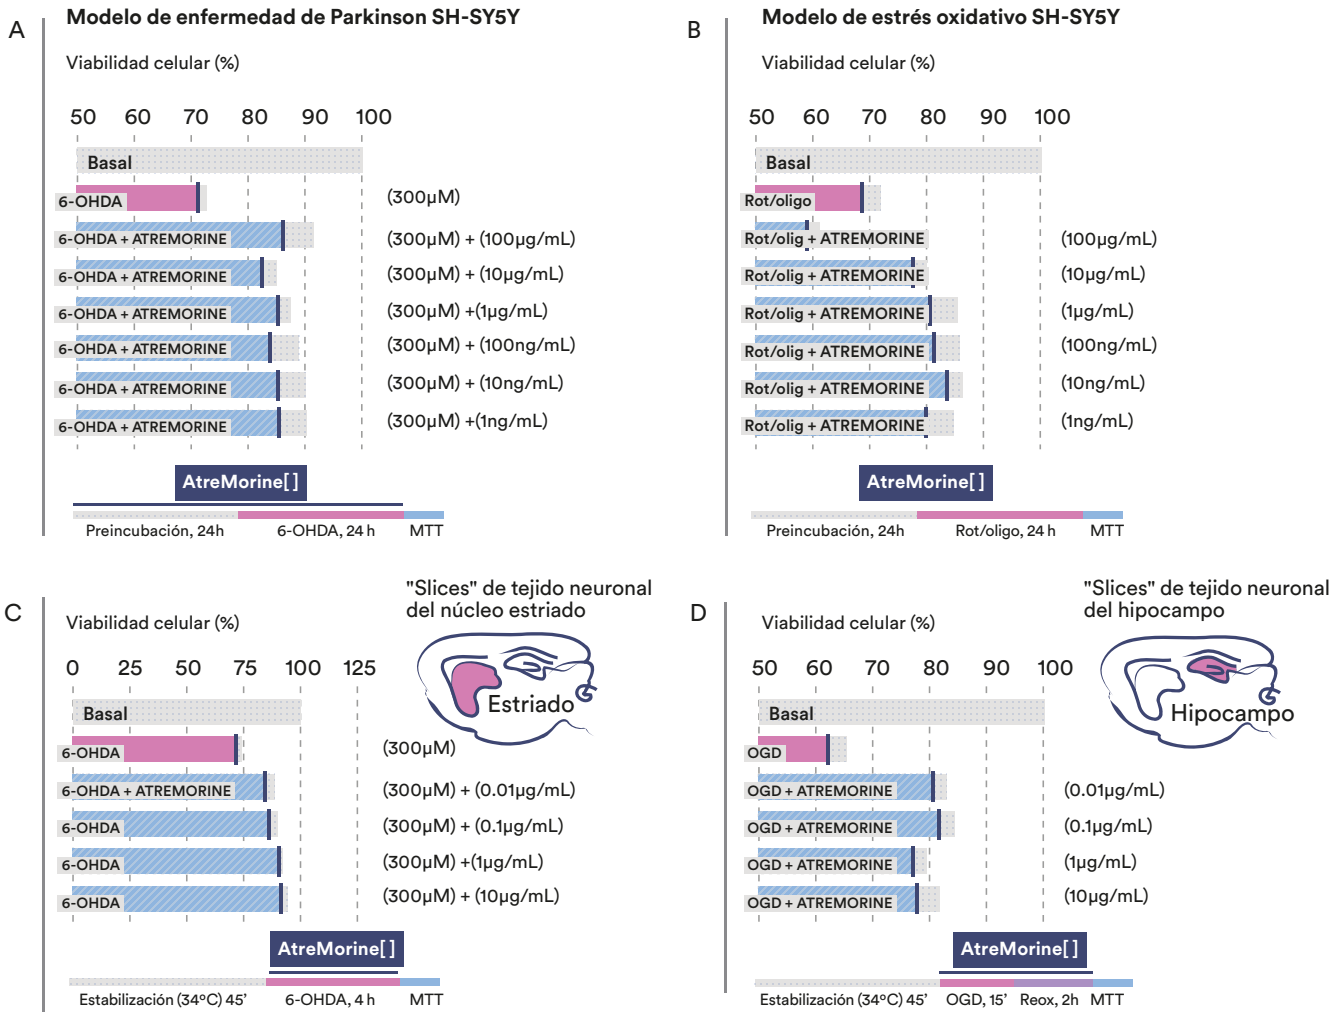 A
Modelo de enfermedad de Parkinson SH-SY5Y
Viabilidad celular (%)
50 60 70 80 90 100
Basal
6-OHDA (300µM)
6-OHDA + ATREMORINE (300µM) + (100µg/mL)
6-OHDA + ATREMORINE (300µM) + (10µg/mL)
6-OHDA + ATREMORINE (300µM) +(1µg/mL)
6-OHDA + ATREMORINE (300µM) + (100ng/mL)
6-OHDA + ATREMORINE (300µM) + (10ng/mL)
6-OHDA + ATREMORINE (300µM) +(1ng/mL)
AtreMorine[ ]
Preincubación, 24h 6-OHDA, 24 h MTT
B
Modelo de estrés oxidativo SH-SY5Y
Viabilidad celular (%)
50 60 70 80 90 100
Basal
Rot/oligo
Rot/olig + ATREMORINE (100µg/mL)
Rot/olig + ATREMORINE (10µg/mL)
Rot/olig + ATREMORINE (1µg/mL)
Rot/olig + ATREMORINE (100ng/mL)
Rot/olig + ATREMORINE (10ng/mL)
Rot/olig + ATREMORINE (1ng/mL)
AtreMorine[ ]
Preincubación, 24h Rot/oligo, 24 h MTT
C
"Slices" de tejido neuronal
del núcleo estriado
Viabilidad celular (%)
0 25 50 75 100 125
Estriado
Basal
6-OHDA (300µM)
6-OHDA + ATREMORINE (300µM) + (0.01µg/mL)
6-OHDA (300µM) + (0.1µg/mL)
6-OHDA (300µM) +(1µg/mL)
6-OHDA (300µM) + (10µg/mL)
AtreMorine[ ]
Estabilización (34ºC) 45’ 6-OHDA, 4 h MTT
D
"Slices" de tejido neuronal
del hipocampo
Viabilidad celular (%)
50 60 70 80 90 100
Hipocampo
Basal
OGD
OGD + ATREMORINE (0.01µg/mL)
OGD + ATREMORINE (0.1µg/mL)
OGD + ATREMORINE (1µg/mL)
OGD + ATREMORINE (10µg/mL)
AtreMorine[ ]
Estabilización (34ºC) 45’ OGD, 15’ Reox, 2h MTT